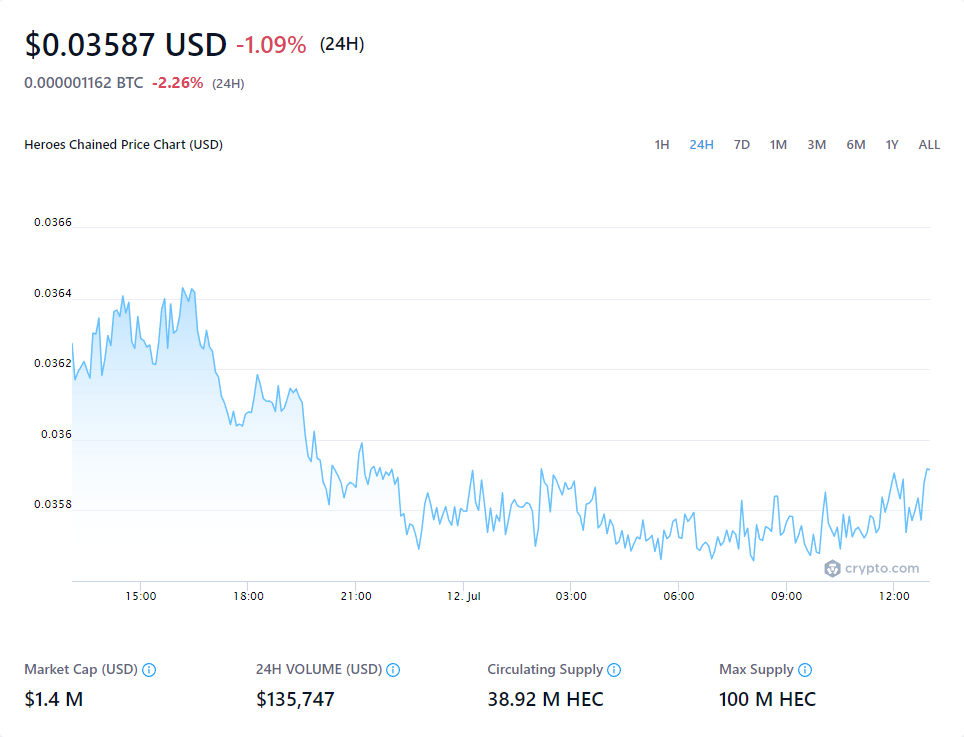 $0.03587 USD -1.09% (24H)
0.000001162 BTC -2.26% (24H)
Heroes Chained Price Chart (USD) 1H 24H 7D 1M 3M 6M 1Y ALL
0.0366
0.0364
0.0362
0.036
0.0358
crypto.com
15:00 18:00 21:00 12. Jul 03:00 06:00 09:00 12:00
Market Cap (USD) 24H VOLUME (USD) Circulating Supply Max Supply
$1.4 M $135,747 38.92 M HEC 100 M HEC